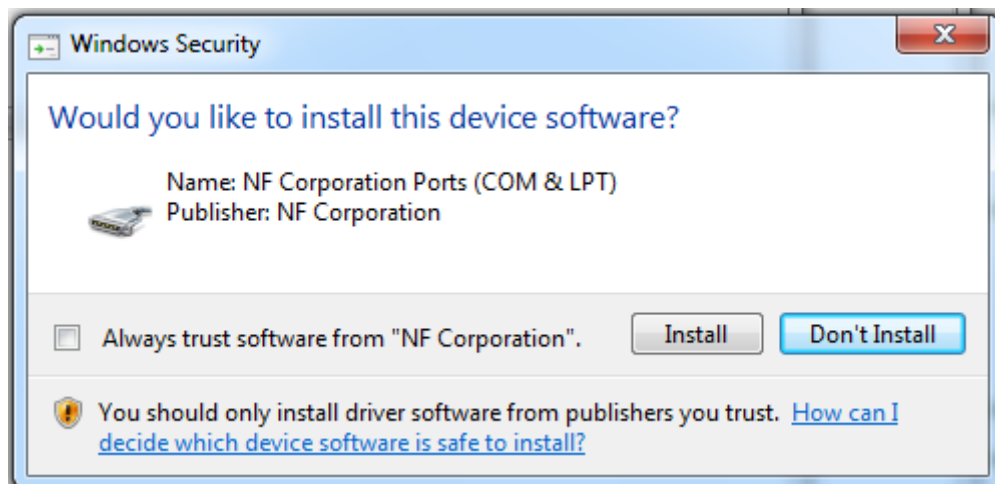 Windows Security
Would you like to install this device software?
Name: NF Corporation Ports (COM & LPT)
Publisher: NF Corporation
Always trust software from "NF Corporation".
Install
Don't Install
You should only install driver software from publishers you trust. How can I
decide which device software is safe to install?